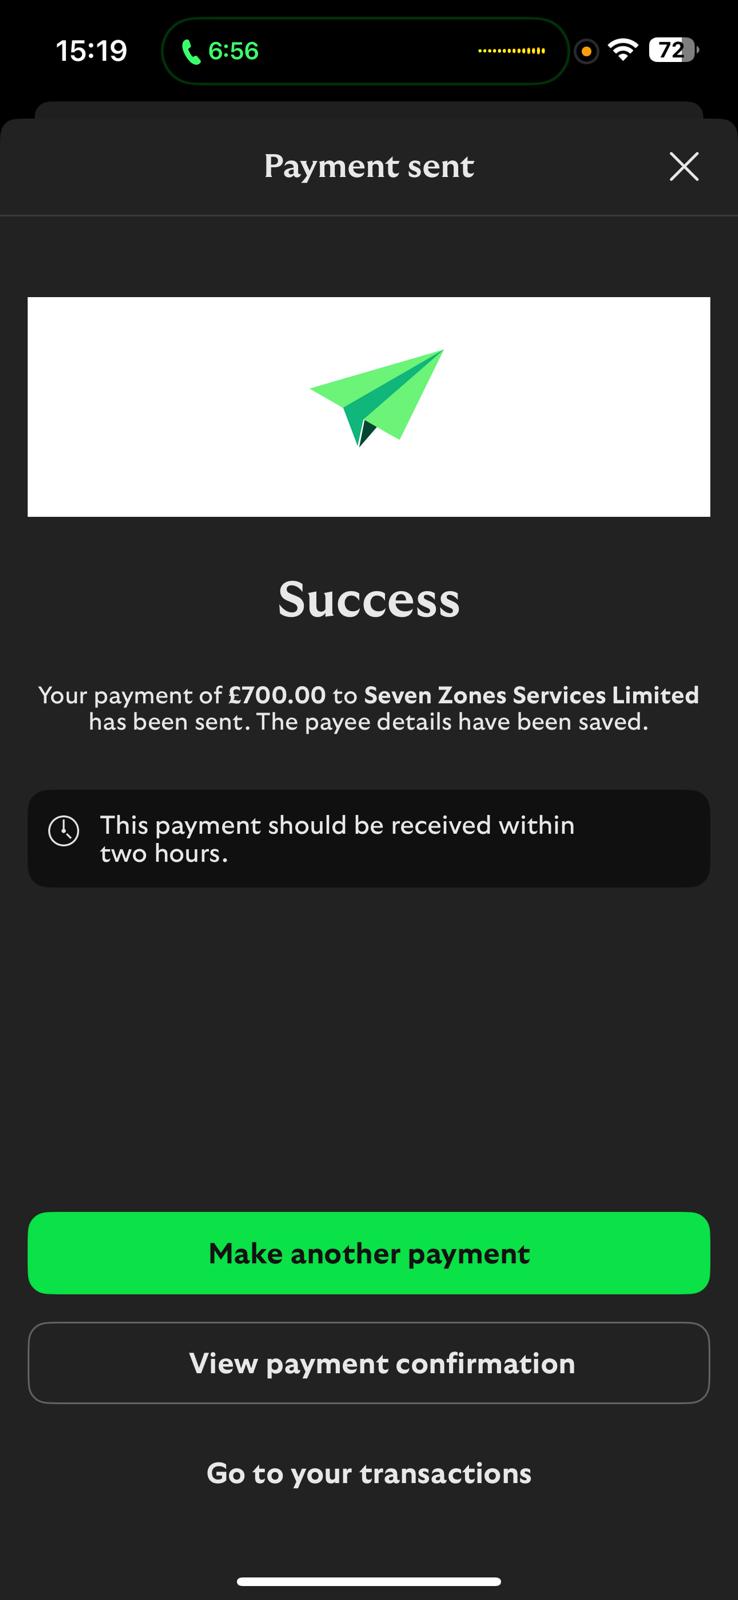 15:19
6:56
72
Payment sent
Success
Your payment of £700.00 to Seven Zones Services Limited
has been sent. The payee details have been saved.
This payment should be received within
two hours.
Make another payment
View payment confirmation
Go to your transactions